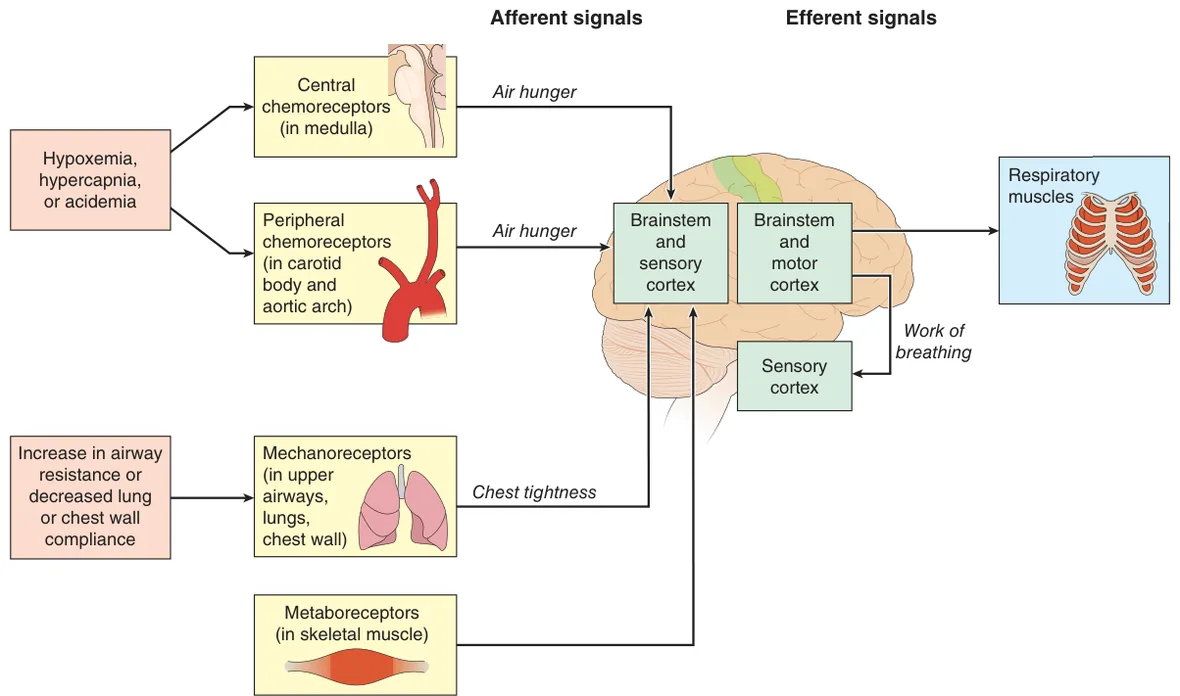 Afferent signals
Efferent signals
Hypoxemia,
hypercapnia,
or acidemia
Central
chemoreceptors
(in medulla)
Air hunger
Peripheral
chemoreceptors
(in carotid
body and
aortic arch)
Air hunger
Brainstem
and
sensory
cortex
Brainstem
and
motor
cortex
Respiratory
muscles
Work of
breathing
Sensory
cortex
Increase in airway
resistance or
decreased lung
or chest wall
compliance
Mechanoreceptors
(in upper
airways,
lungs,
chest wall)
Chest tightness
Metaboreceptors
(in skeletal muscle)